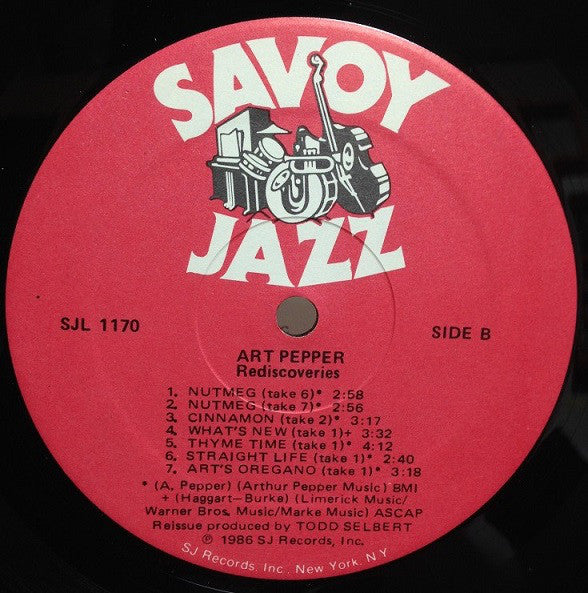 SAVOY
JAZZ
SJL 1170
SIDE B
ART PEPPER
Rediscoveries
1. NUTMEG (take 6)* 2:58
2. NUTMEG (take 7)* 2:56
3. CINNAMON (take 2)* 3:17
4. WHAT'S NEW (take 1)+ 3:32
5. THYME TIME (take 1)* 4:12
6. STRAIGHT LIFE (take 1)* 2:40
7. ART'S OREGANO (take 1)* 3:18
* (A. Pepper) (Arthur Pepper Music) BMI
+ (Haggart–Burke) (Limerick Music/
Warner Bros. Music/Marke Music) ASCAP
Reissue produced by TODD SELBERT
℗ 1986 SJ Records, Inc.
SJ Records, Inc., New York, N.Y.